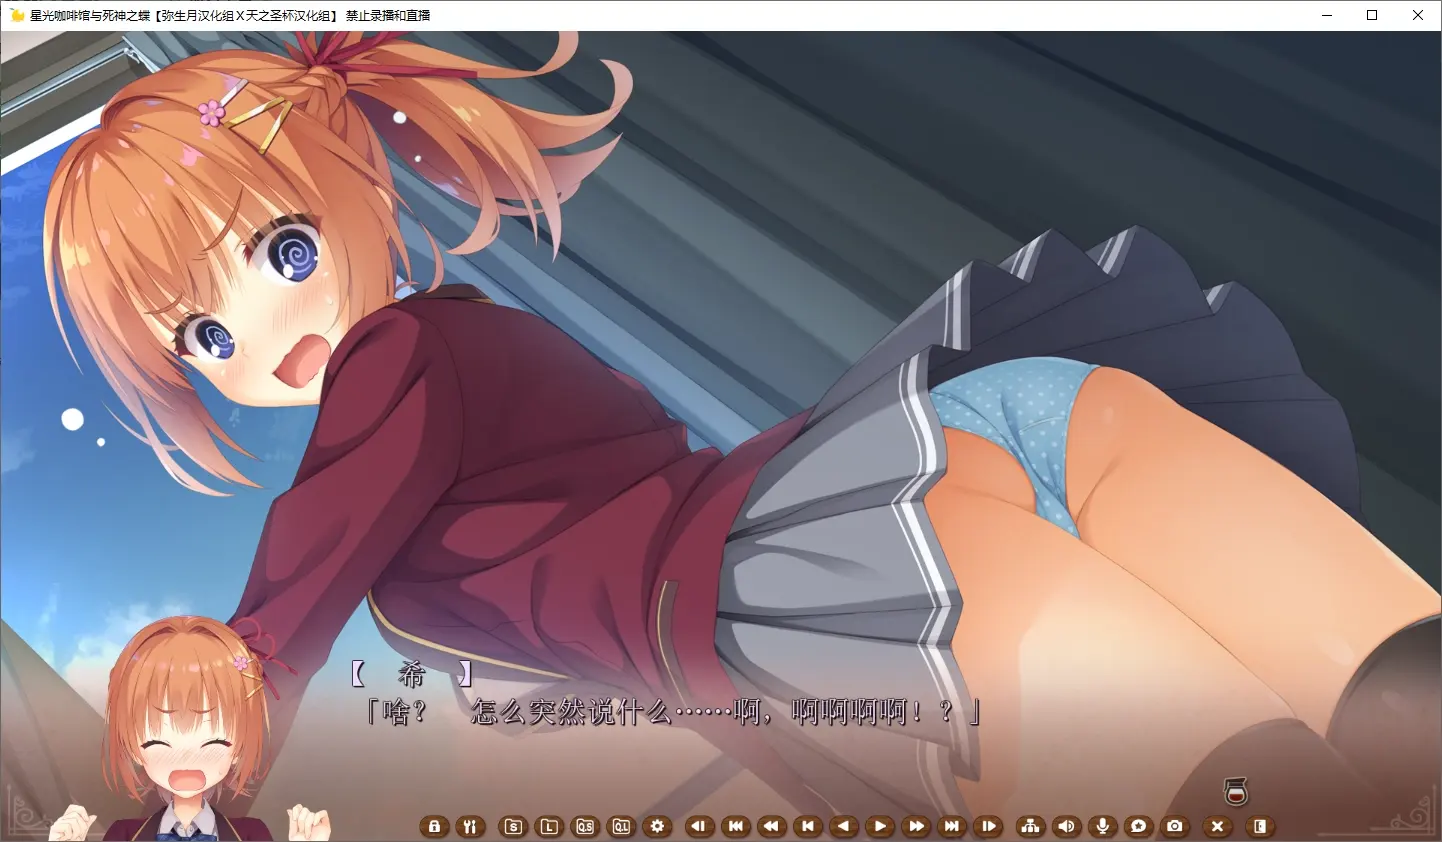 星光咖啡馆与死神之蝶【弥生月汉化组Ｘ天之圣杯汉化组】 禁止录播和直播
【　希　】
「啥？　怎么突然说什么……啊，啊啊啊啊！？」
S L Q.S Q.L